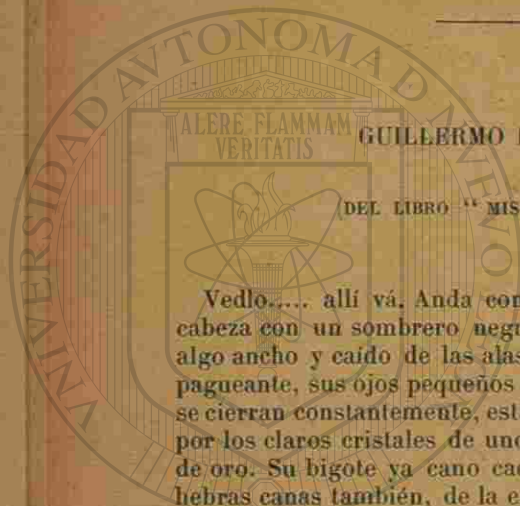 UNIVERSIDAD AUTONOMA DE NUEVO
ALERE FLAMMAM
VERITATIS
GUILLERMO
(DEL LIBRO " MIS
Vedlo..... allí vá. Anda con
cabeza con un sombrero negr
algo ancho y caído de las alas
pagueante, sus ojos pequeños
se cierran constantemente, est
por los claros cristales de uno
de oro. Su bigote ya cano cae
hebras canas también, de la e